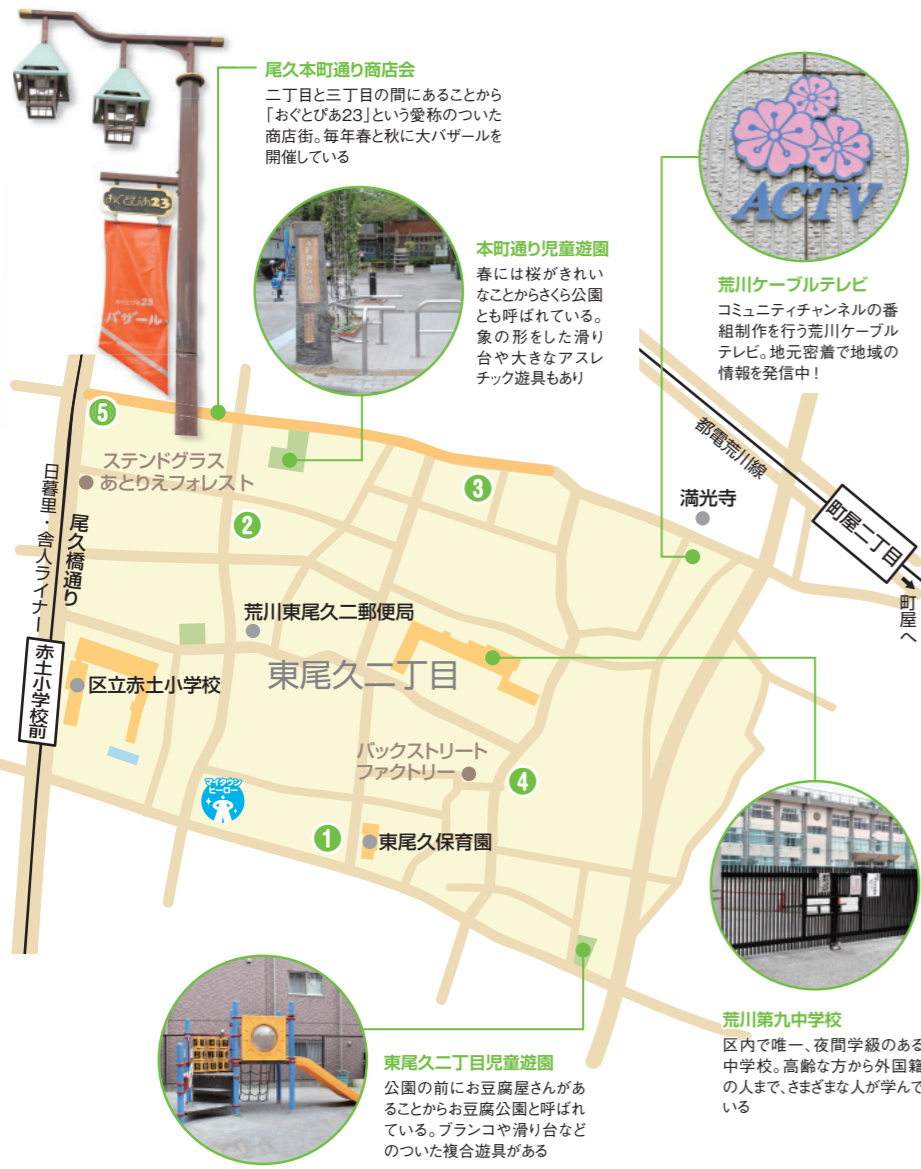 尾久本町通り商店会
二丁目と三丁目の間にあることから
「おぐとぴあ23」という愛称のついた
商店街。毎年春と秋に大バザールを
開催している
おぐとぴあ23
おぐとぴあ23
バザール
本町通り児童遊園
春には桜がきれい
なことからさくら公園
とも呼ばれている。
象の形をした滑り
台や大きなアスレ
チック遊具もあり
ACTV
荒川ケーブルテレビ
コミュニティチャンネルの番
組制作を行う荒川ケーブル
テレビ。地元密着で地域の
情報を発信中！
都電荒川線
町屋二丁目
町屋へ
満光寺
5
ステンドグラス
あとりえフォレスト
3
2
日暮里・舎人ライナー
尾久橋通り
赤土小学校前
荒川東尾久二郵便局
東尾久二丁目
区立赤土小学校
バックストリート
ファクトリー
4
マイタウン
ヒーロー
1
東尾久保育園
荒川第九中学校
区内で唯一、夜間学級のある
中学校。高齢な方から外国籍
の人まで、さまざまな人が学んで
いる
東尾久二丁目児童遊園
公園の前にお豆腐屋さんがあ
ることからお豆腐公園と呼ばれ
ている。ブランコや滑り台など
のついた複合遊具がある